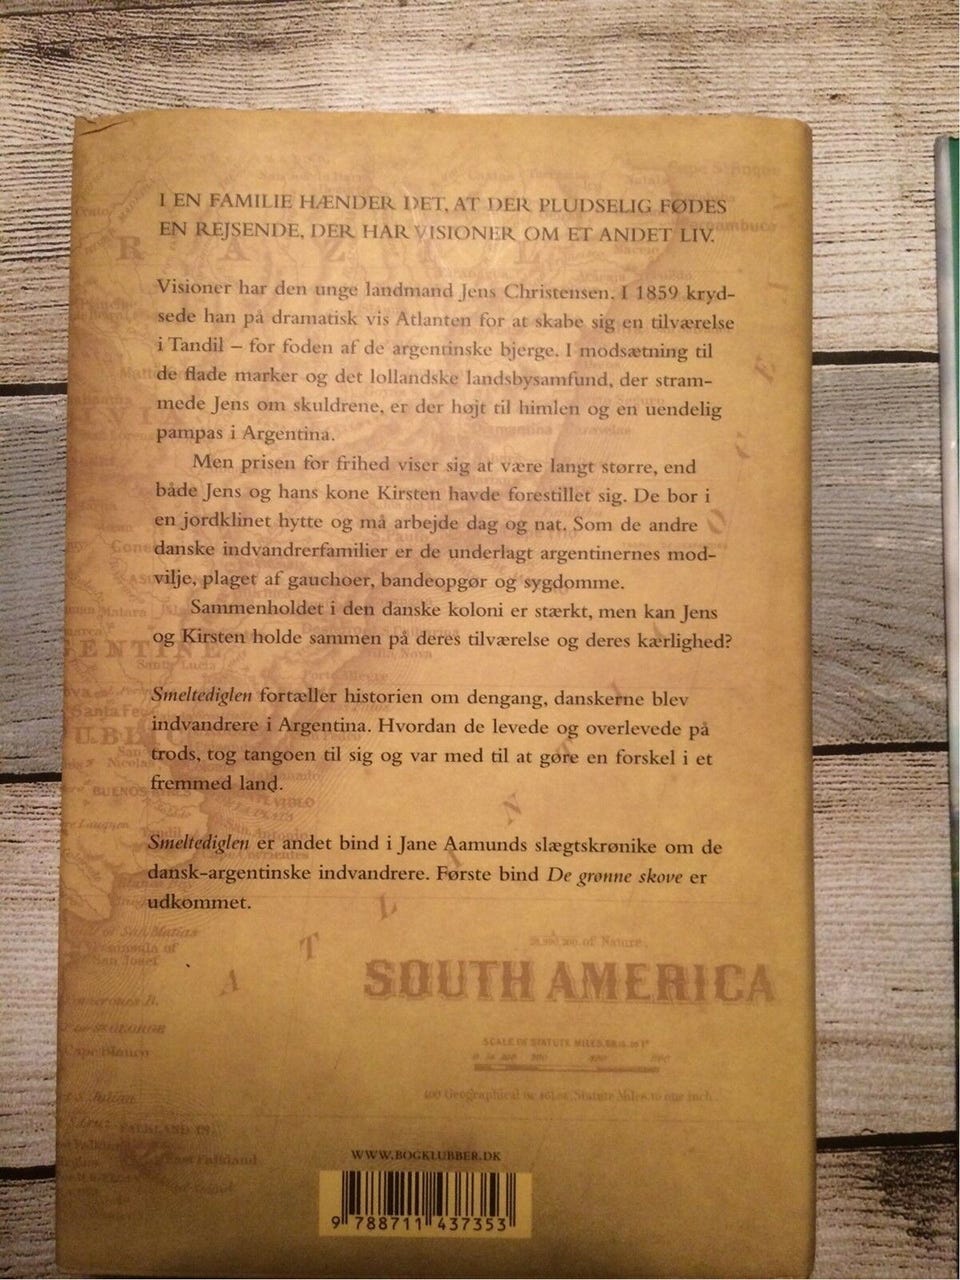 I EN FAMILIE HÆNDER DET, AT DER PLUDSELIG FØDES
EN REJSENDE, DER HAR VISIONER OM ET ANDET LIV.
Visioner har den unge landmand Jens Christensen. I 1859 kryd-
sede han på dramatisk vis Atlanten for at skabe sig en tilværelse
i Tandil – for foden af de argentinske bjerge. I modsætning til
de flade marker og det lollandske landsbysamfund, der stram-
mede Jens om skuldrene, er der højt til himlen og en uendelig
pampas i Argentina.
Men prisen for frihed viser sig at være langt større, end
både Jens og hans kone Kirsten havde forestillet sig. De bor i
en jordklinet hytte og må arbejde dag og nat. Som de andre
danske indvandrerfamilier er de underlagt argentinernes mod-
vilje, plaget af gauchoer, bandeopgør og sygdomme.
Sammenholdet i den danske koloni er stærkt, men kan Jens
og Kirsten holde sammen på deres tilværelse og deres kærlighed?
Smeltediglen fortæller historien om dengang, danskerne blev
indvandrere i Argentina. Hvordan de levede og overlevede på
trods, tog tangoen til sig og var med til at gøre en forskel i et
fremmed land.
Smeltediglen er andet bind i Jane Aamunds slægtskrønike om de
dansk-argentinske indvandrere. Første bind De grønne skove er
udkommet.
ATLANTIC OCE
of Nature.
SOUTH AMERICA
SCALE OF STATUTE MILES
WWW.BOGKLUBBER.DK
9 788711 437353